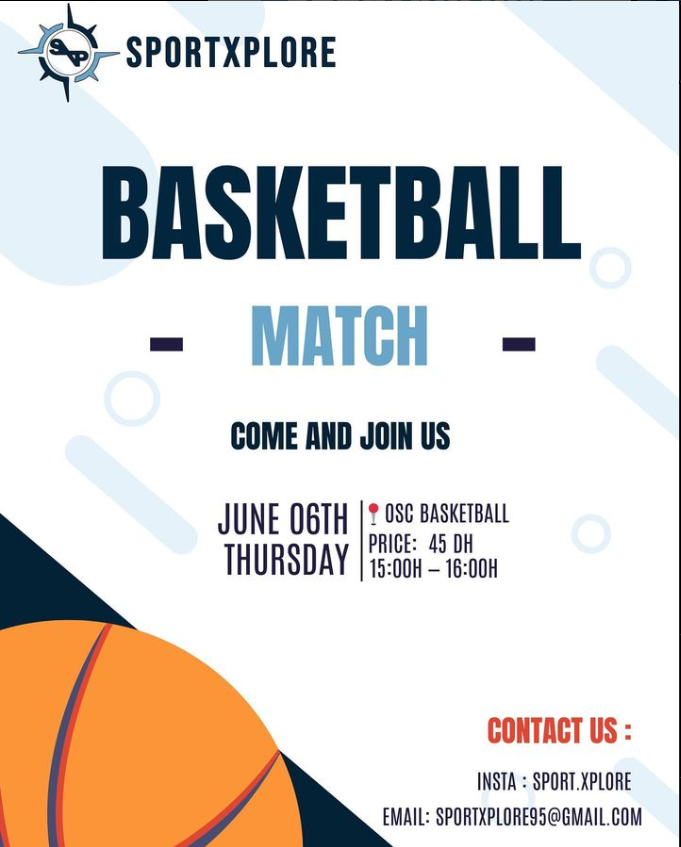 SXP
SPORTXPLORE
BASKETBALL
- MATCH -
COME AND JOIN US
JUNE 06TH
THURSDAY
📍 OSC BASKETBALL
PRICE: 45 DH
15:00H – 16:00H
CONTACT US :
INSTA : SPORT.XPLORE
EMAIL: SPORTXPLORE95@GMAIL.COM